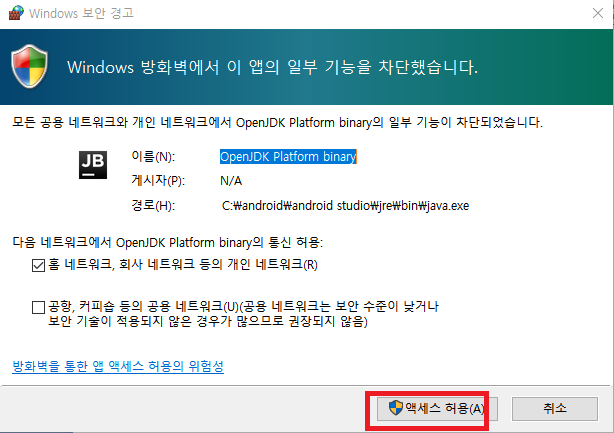 Windows 보안 경고
Windows 방화벽에서 이 앱의 일부 기능을 차단했습니다.
모든 공용 네트워크와 개인 네트워크에서 OpenJDK Platform binary의 일부 기능이 차단되었습니다.
JB
이름(N): OpenJDK Platform binary
게시자(P): N/A
경로(H): C:₩android₩android studio₩jre₩bin₩java.exe
다음 네트워크에서 OpenJDK Platform binary의 통신 허용:
홈 네트워크, 회사 네트워크 등의 개인 네트워크(R)
공항, 커피숍 등의 공용 네트워크(U)(공용 네트워크는 보안 수준이 낮거나
보안 기술이 적용되지 않은 경우가 많으므로 권장되지 않음)
방화벽을 통한 앱 액세스 허용의 위험성
액세스 허용(A) 취소